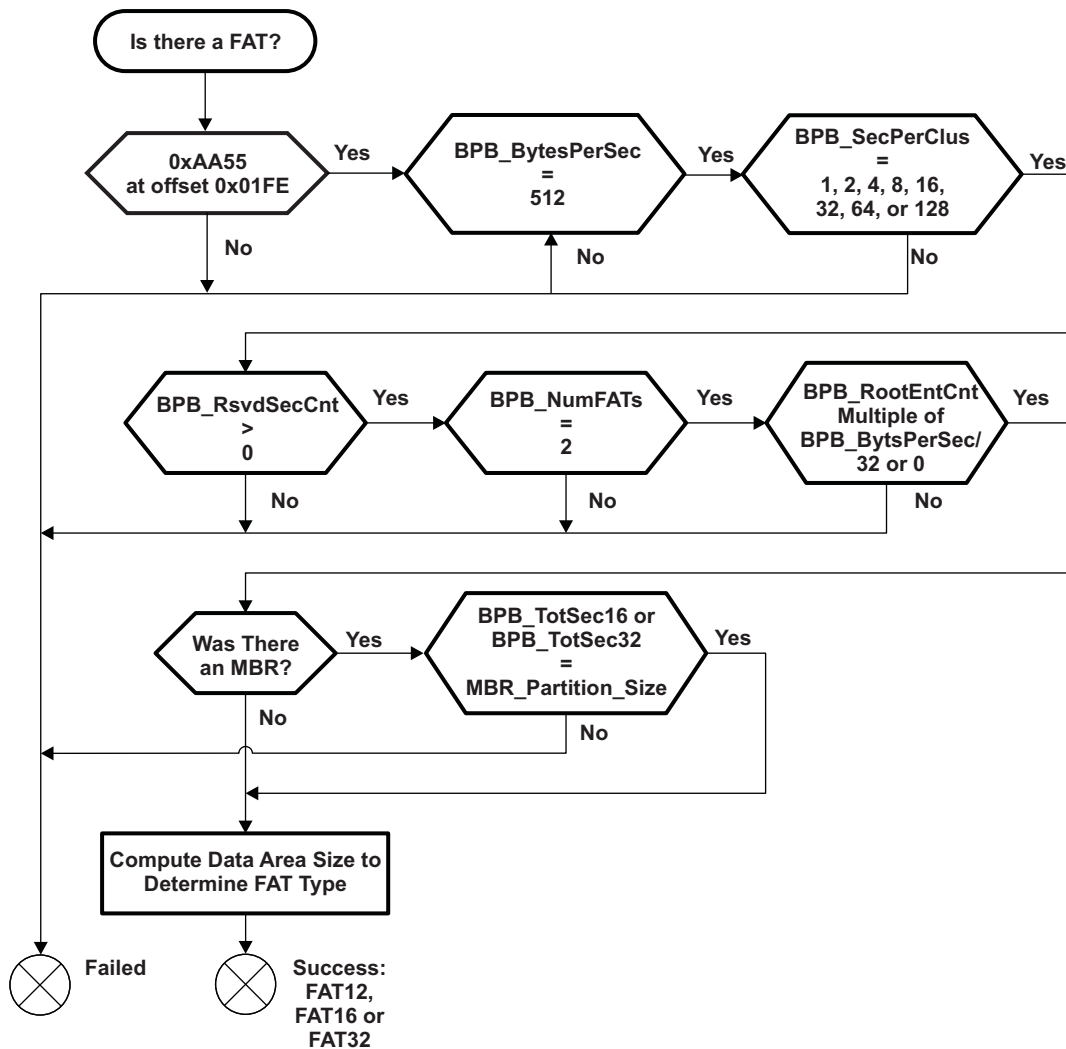 Is there a FAT?
0xAA55
at offset 0x01FE
Yes
No
BPB_BytesPerSec
=
512
Yes
No
BPB_SecPerClus
=
1, 2, 4, 8, 16,
32, 64, or 128
Yes
No
BPB_RsvdSecCnt
>
0
Yes
No
BPB_NumFATs
=
2
Yes
No
BPB_RootEntCnt
Multiple of
BPB_BytsPerSec/
32 or 0
Yes
No
Was There
an MBR?
Yes
No
BPB_TotSec16 or
BPB_TotSec32
=
MBR_Partition_Size
Yes
No
Compute Data Area Size to
Determine FAT Type
Failed
Success:
FAT12,
FAT16 or
FAT32